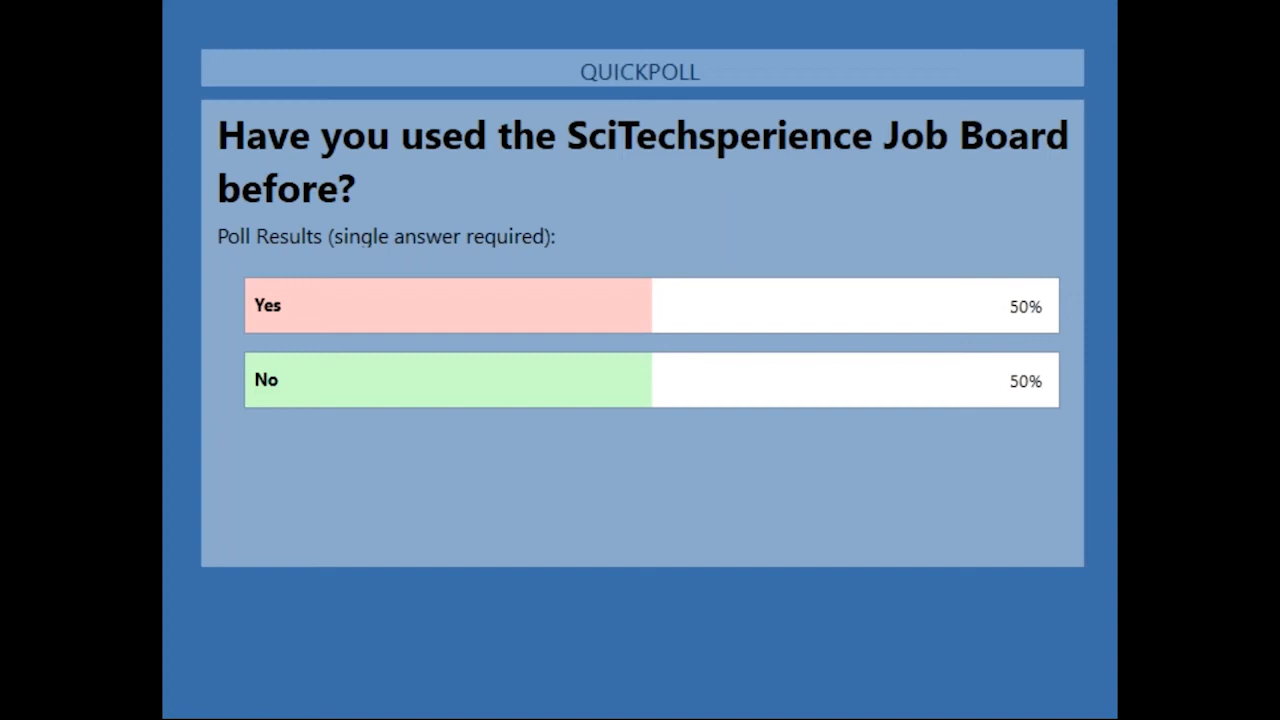 QUICKPOLL
Have you used the SciTechsperience Job Board
before?
Poll Results (single answer required):
Yes 50%
No 50%